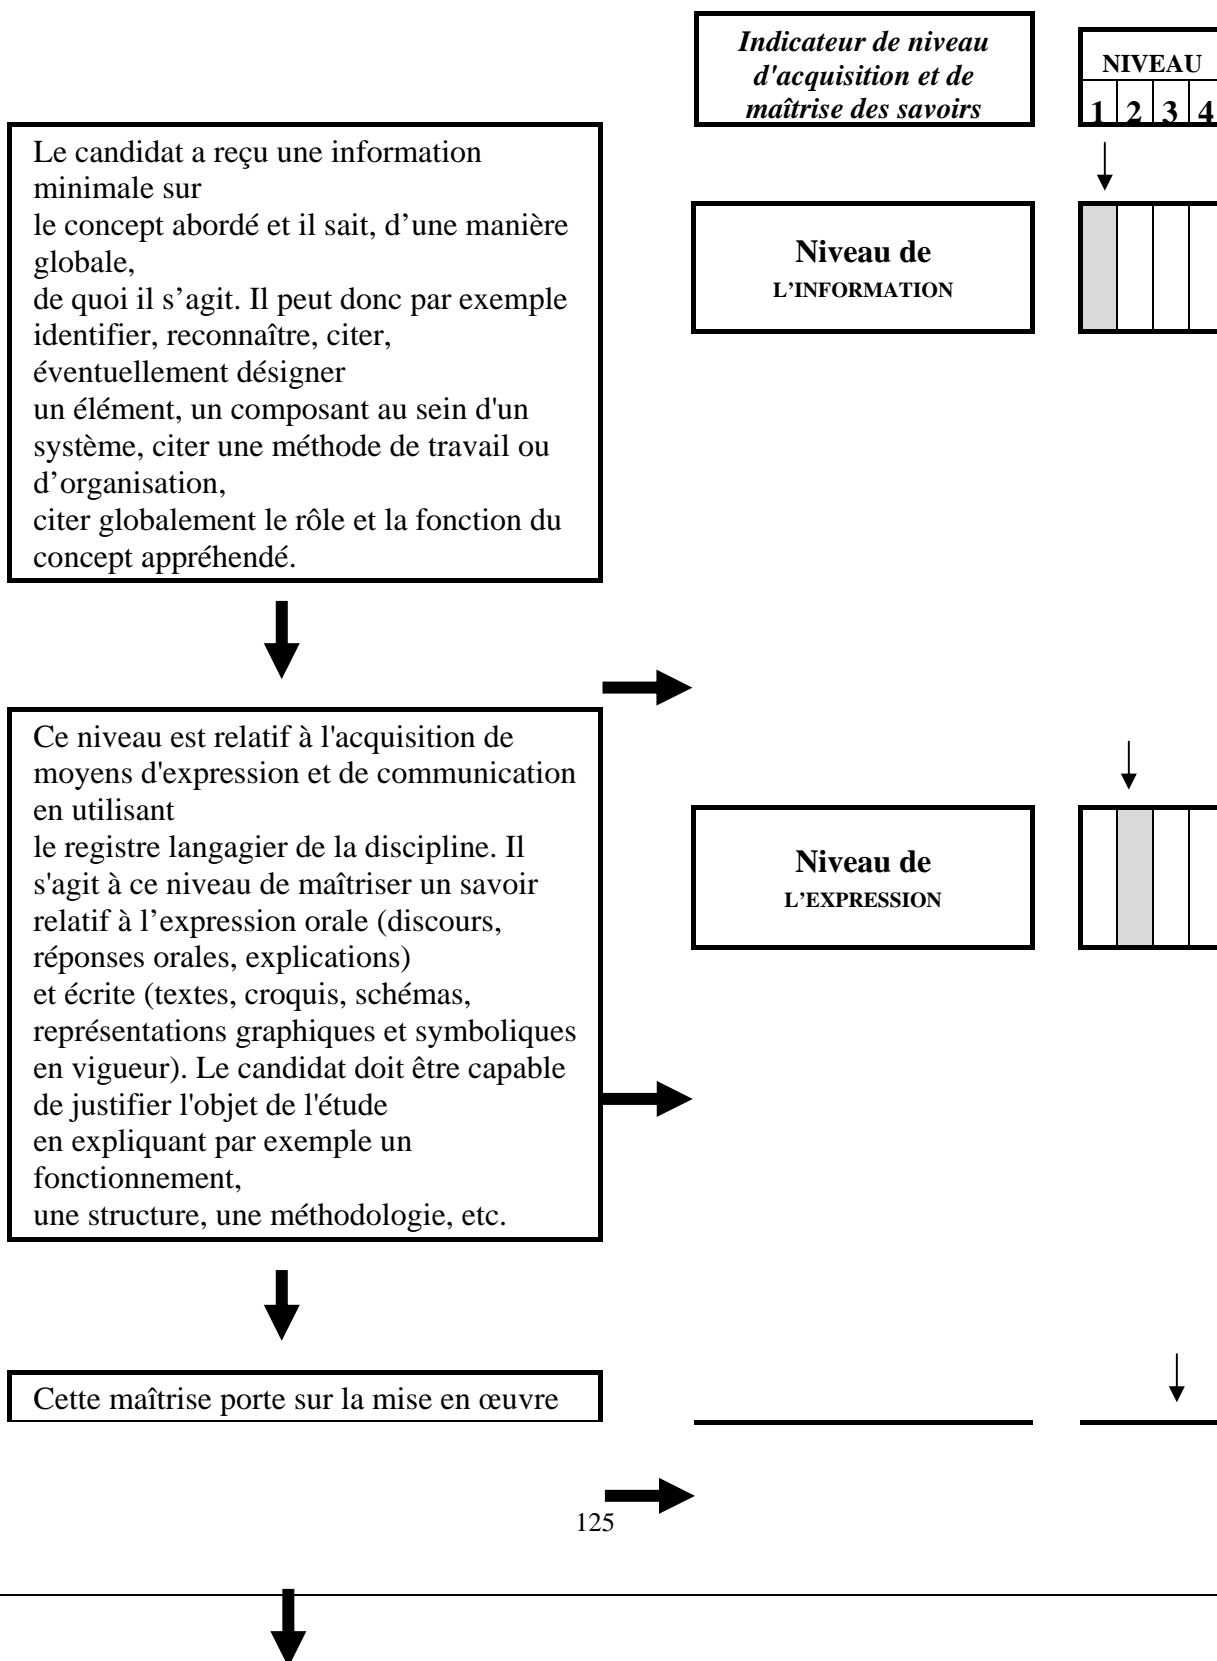 Indicateur de niveau
d'acquisition et de
maîtrise des savoirs
NIVEAU
1 2 3 4
Le candidat a reçu une information
minimale sur
le concept abordé et il sait, d’une manière
globale,
de quoi il s’agit. Il peut donc par exemple
identifier, reconnaître, citer,
éventuellement désigner
un élément, un composant au sein d'un
système, citer une méthode de travail ou
d’organisation,
citer globalement le rôle et la fonction du
concept appréhendé.
Niveau de
L’INFORMATION
Ce niveau est relatif à l'acquisition de
moyens d'expression et de communication
en utilisant
le registre langagier de la discipline. Il
s'agit à ce niveau de maîtriser un savoir
relatif à l’expression orale (discours,
réponses orales, explications)
et écrite (textes, croquis, schémas,
représentations graphiques et symboliques
en vigueur). Le candidat doit être capable
de justifier l'objet de l'étude
en expliquant par exemple un
fonctionnement,
une structure, une méthodologie, etc.
Niveau de
L’EXPRESSION
Cette maîtrise porte sur la mise en œuvre
125